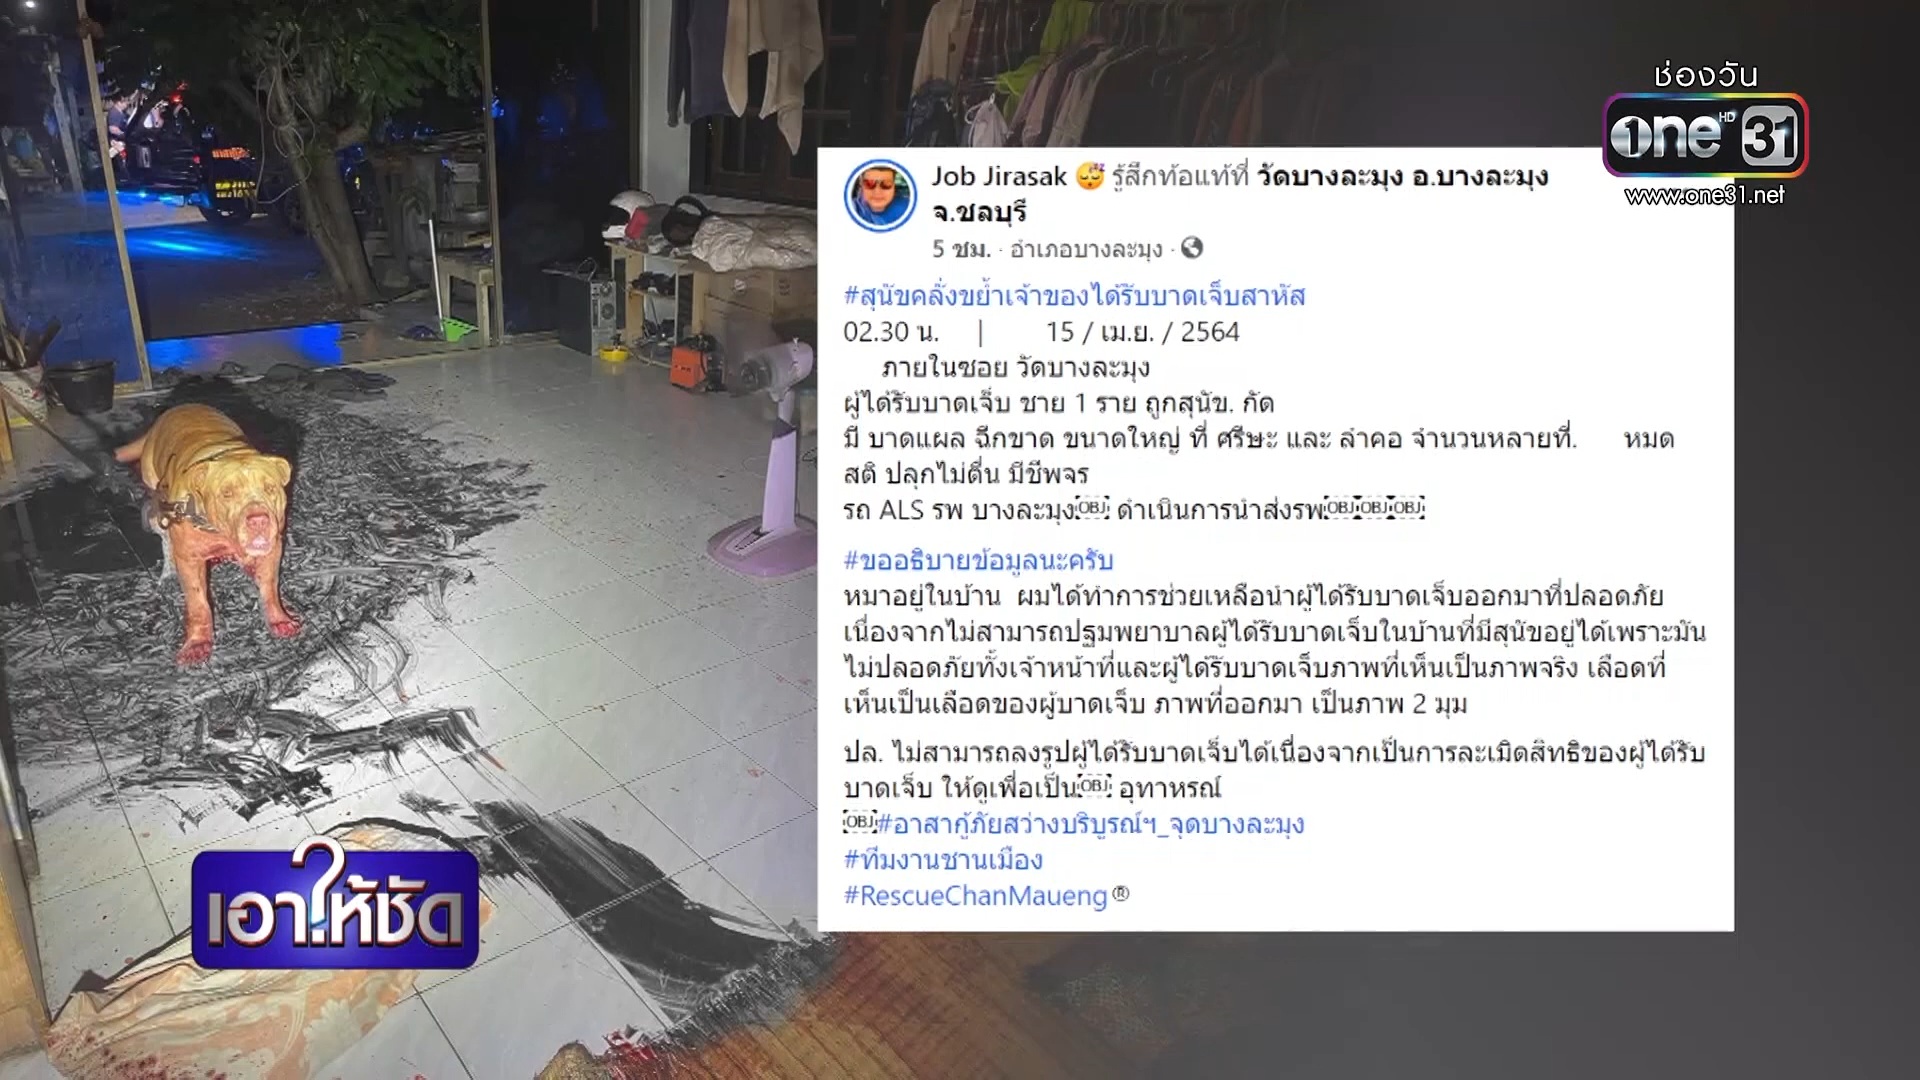 ช่องวัน
one HD 31
www.one31.net
Job Jirasak 😴 รู้สึกท้อแท้ที่ วัดบางละมุง อ.บางละมุง
จ.ชลบุรี
5 ชม. · อำเภอบางละมุง ·
#สุนัขคลั่งขย้ำเจ้าของได้รับบาดเจ็บสาหัส
02.30 น. | 15 / เม.ย. / 2564
ภายในซอย วัดบางละมุง
ผู้ได้รับบาดเจ็บ ชาย 1 ราย ถูกสุนัข. กัด
มี บาดแผล ฉีกขาด ขนาดใหญ่ ที่ ศรีษะ และ ลำคอ จำนวนหลายที่. หมด
สติ ปลุกไม่ตื่น มีชีพจร
รถ ALS รพ บางละมุง OBJ ดำเนินการนำส่งรพ OBJ OBJ OBJ
#ขออธิบายข้อมูลนะครับ
หมาอยู่ในบ้าน ผมได้ทำการช่วยเหลือนำผู้ได้รับบาดเจ็บออกมาที่ปลอดภัย
เนื่องจากไม่สามารถปฐมพยาบาลผู้ได้รับบาดเจ็บในบ้านที่มีสุนัขอยู่ได้เพราะมัน
ไม่ปลอดภัยทั้งเจ้าหน้าที่และผู้ได้รับบาดเจ็บภาพที่เห็นเป็นภาพจริง เลือดที่
เห็นเป็นเลือดของผู้บาดเจ็บ ภาพที่ออกมา เป็นภาพ 2 มุม
ปล. ไม่สามารถลงรูปผู้ได้รับบาดเจ็บได้เนื่องจากเป็นการละเมิดสิทธิของผู้ได้รับ
บาดเจ็บ ให้ดูเพื่อเป็น OBJ อุทาหรณ์
OBJ #อาสากู้ภัยสว่างบริบูรณ์ฯ_จุดบางละมุง
#ทีมงานชานเมือง
#RescueChanMaueng®
เอาให้ชัด?